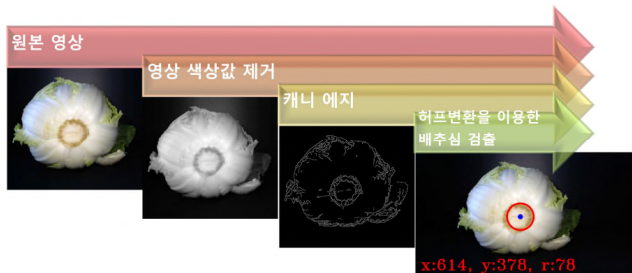 원본 영상
영상 색상값 제거
캐니 에지
허프변환을 이용한
배추심 검출
x:614, y:378, r:78